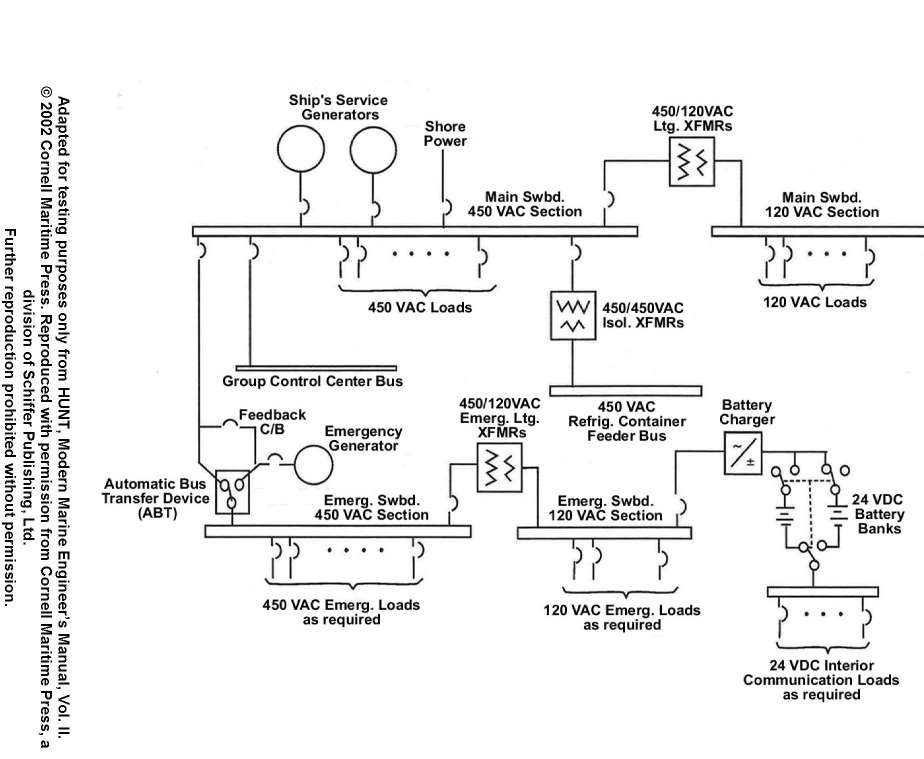 Adapted for testing purposes only from HUNT, Modern Marine Engineer's Manual, Vol. II.
© 2002 Cornell Maritime Press. Reproduced with permission from Cornell Maritime Press, a
division of Schiffer Publishing, Ltd.
Further reproduction prohibited without permission.
Ship's Service
Generators
Shore
Power
450/120VAC
Ltg. XFMRs
Main Swbd.
450 VAC Section
Main Swbd.
120 VAC Section
450 VAC Loads
450/450VAC
Isol. XFMRs
120 VAC Loads
Group Control Center Bus
450 VAC
Refrig. Container
Feeder Bus
Feedback
C/B
Emergency
Generator
450/120VAC
Emerg. Ltg.
XFMRs
Battery
Charger
~
±
Automatic Bus
Transfer Device
(ABT)
Emerg. Swbd.
450 VAC Section
Emerg. Swbd.
120 VAC Section
24 VDC
Battery
Banks
450 VAC Emerg. Loads
as required
120 VAC Emerg. Loads
as required
24 VDC Interior
Communication Loads
as required